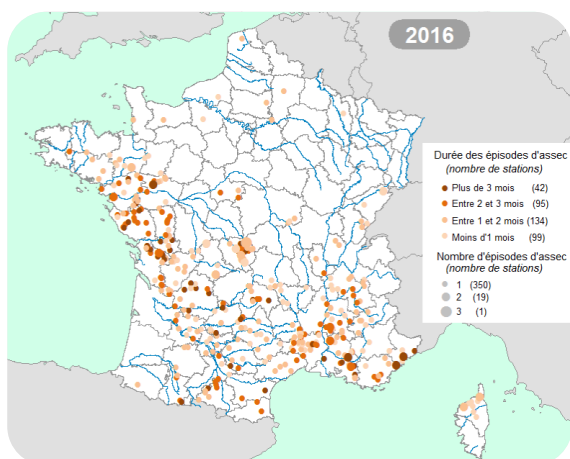 2016
Durée des épisodes d'assec
(nombre de stations)
Plus de 3 mois (42)
Entre 2 et 3 mois (95)
Entre 1 et 2 mois (134)
Moins d'1 mois (99)
Nombre d'épisodes d'assec
(nombre de stations)
1 (350)
2 (19)
3 (1)